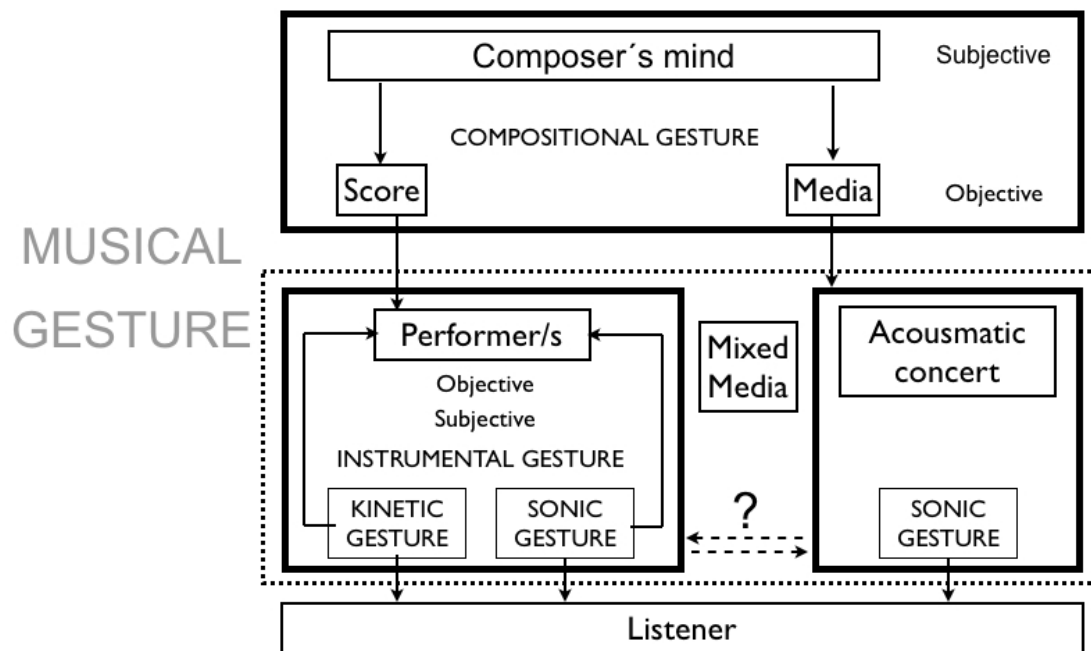 Composer´s mind
Subjective
COMPOSITIONAL GESTURE
Score
Media
Objective
MUSICAL
GESTURE
Performer/s
Objective
Subjective
INSTRUMENTAL GESTURE
KINETIC
GESTURE
SONIC
GESTURE
Mixed
Media
?
Acousmatic
concert
SONIC
GESTURE
Listener